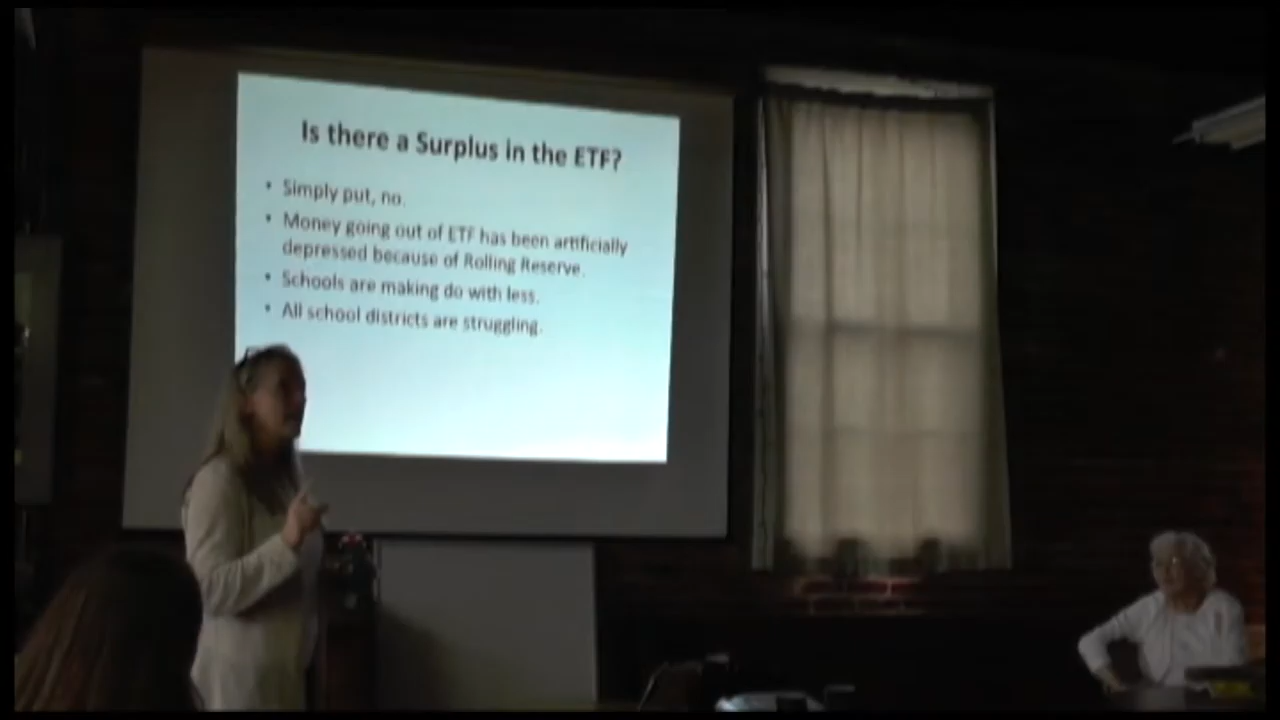 Is there a Surplus in the ETF?
• Simply put, no.
• Money going out of ETF has been artificially
depressed because of Rolling Reserve.
• Schools are making do with less.
• All school districts are struggling.